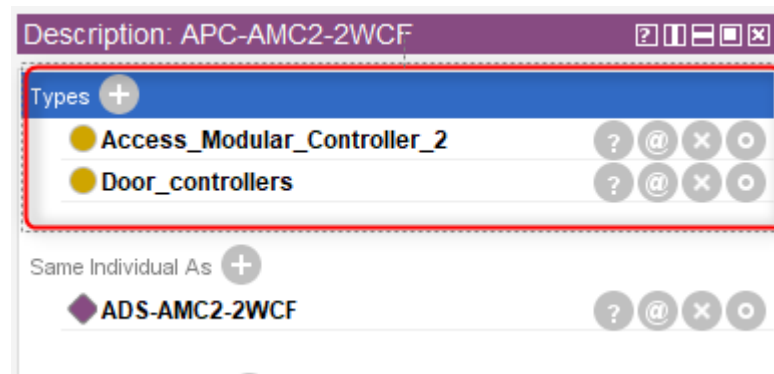 Description: APC-AMC2-2WCF
Types
Access_Modular_Controller_2
? @
Door_controllers
? @
Same Individual As
ADS-AMC2-2WCF
? @